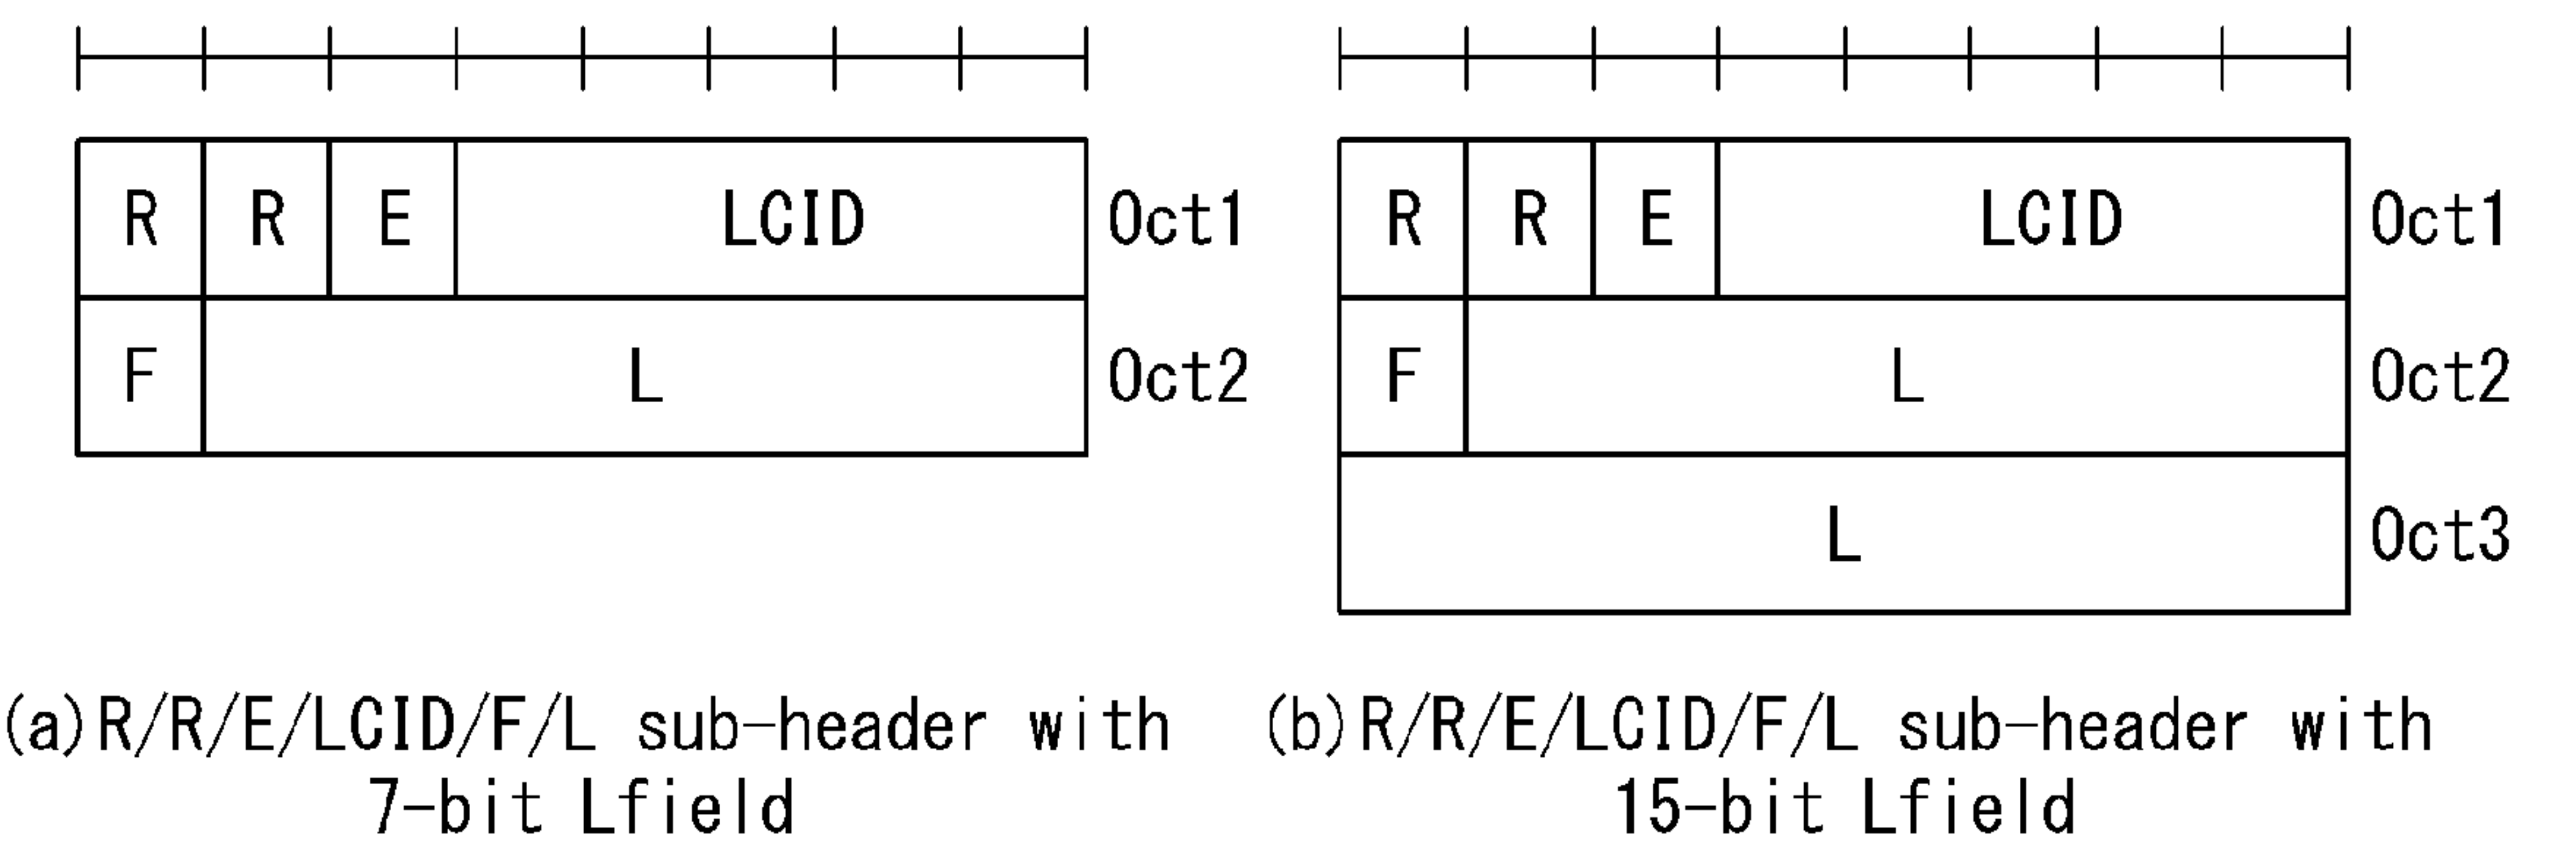 R R E LCID Oct1
F L Oct2
(a)R/R/E/LCID/F/L sub-header with
7-bit Lfield
R R E LCID Oct1
F L Oct2
L Oct3
(b)R/R/E/LCID/F/L sub-header with
15-bit Lfield